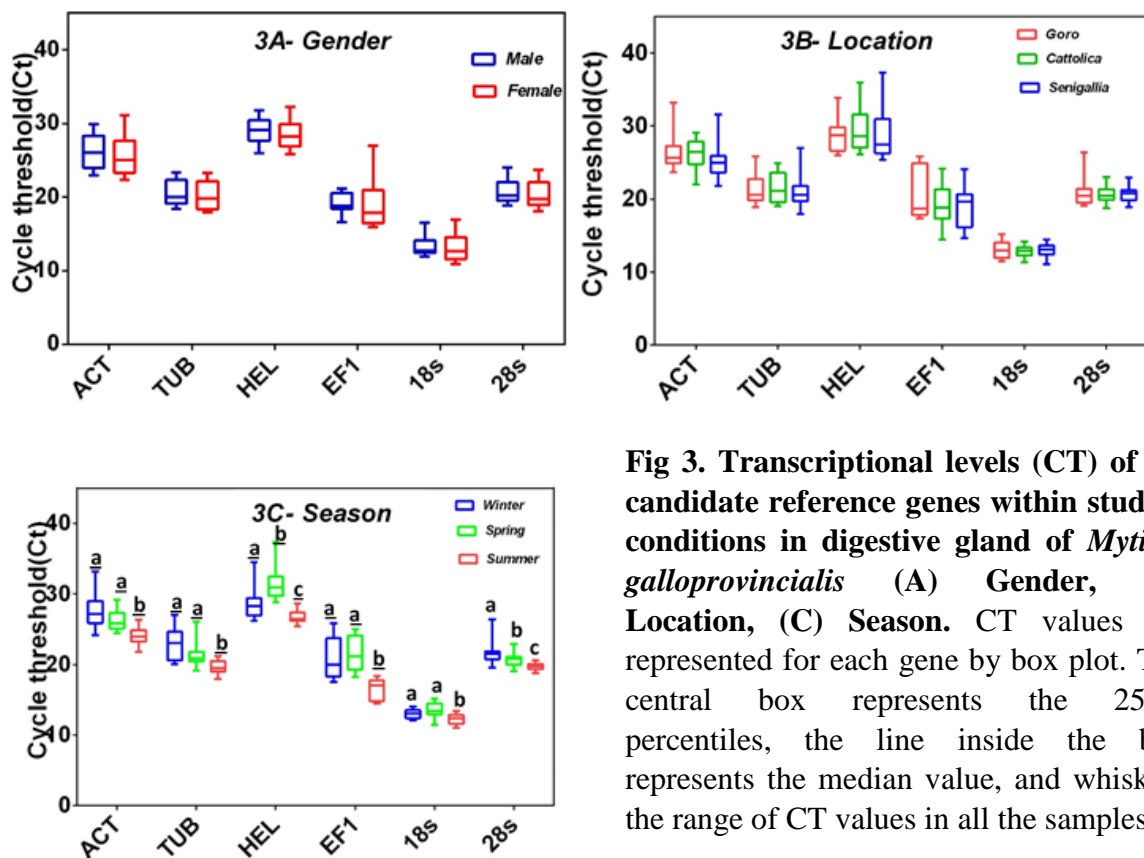 3A- Gender
Male
Female
Cycle threshold(Ct)
40
30
20
10
0
ACT
TUB
HEL
EF1
18s
28s
3B- Location
Goro
Cattolica
Senigallia
Cycle threshold(Ct)
40
30
20
10
0
ACT
TUB
HEL
EF1
18s
28s
3C- Season
Winter
Spring
Summer
Cycle threshold(Ct)
40
30
20
10
0
a
a
b
a
a
b
a
b
c
a
a
b
a
a
b
a
b
c
ACT
TUB
HEL
EF1
18s
28s
Fig 3. Transcriptional levels (CT) of
candidate reference genes within stud
conditions in digestive gland of Myti
galloprovincialis (A) Gender,
Location, (C) Season. CT values
represented for each gene by box plot. T
central box represents the 25
percentiles, the line inside the b
represents the median value, and whisk
the range of CT values in all the samples